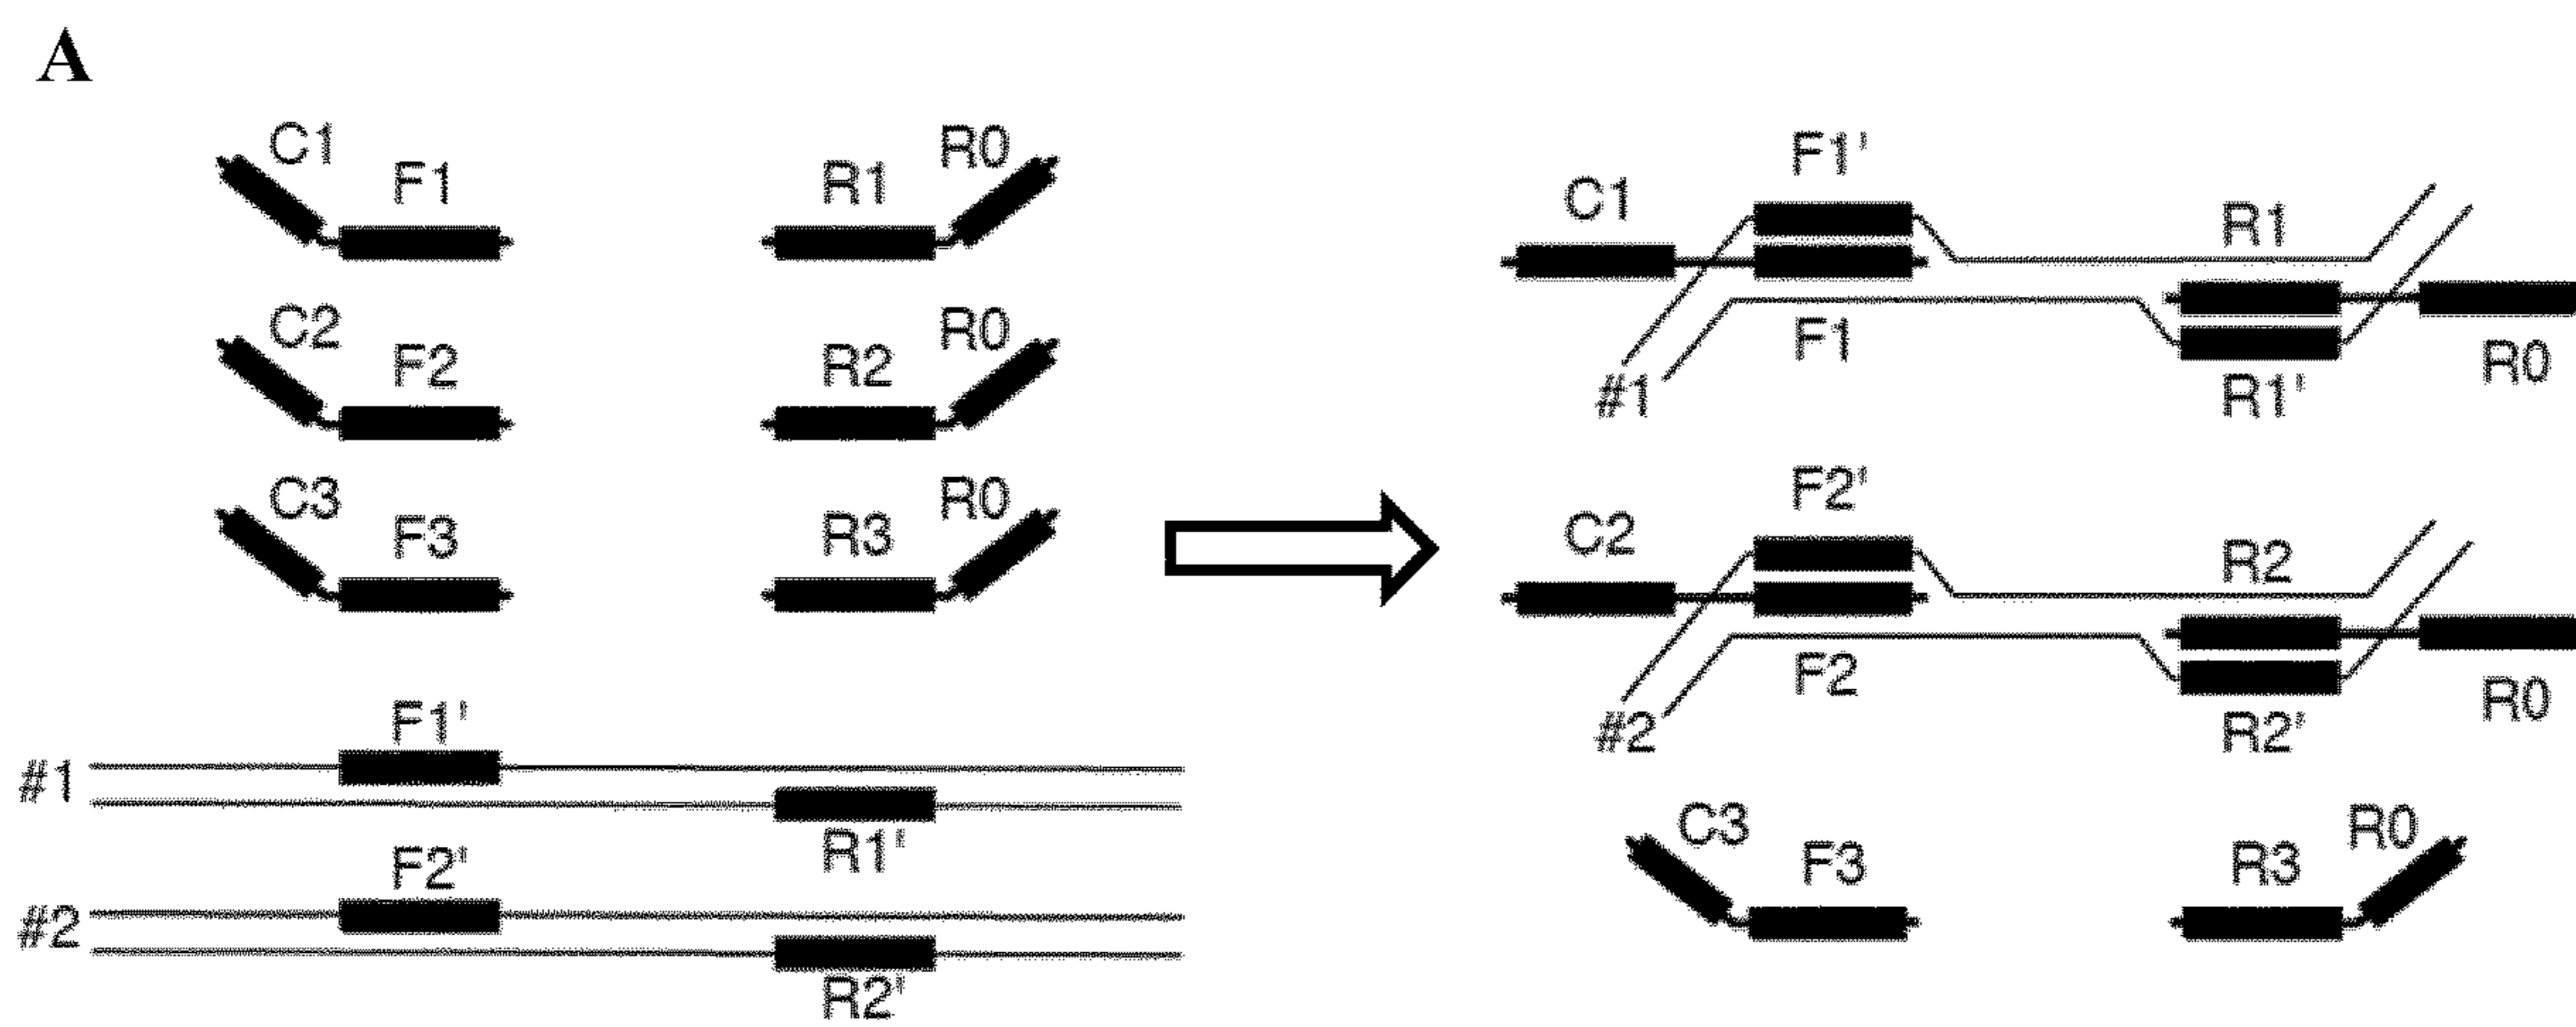 A
C1 F1 R1 R0
C2 F2 R2 R0
C3 F3 R3 R0
F1'
#1
R1'
F2'
#2
R2'
F1'
C1 R1
F1 R0
#1 R1'
F2'
C2 R2
F2 R0
#2 R2'
C3 F3 R3 R0